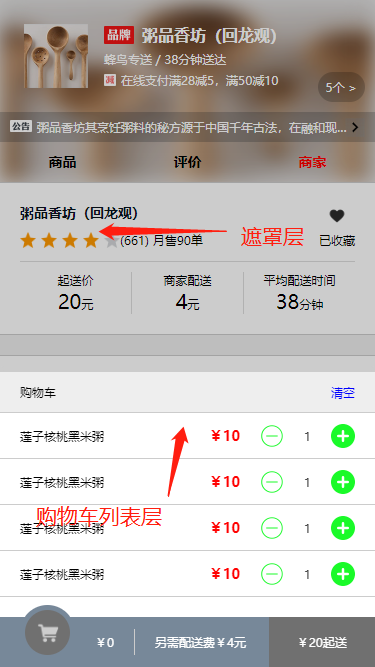 品牌 粥品香坊（回龙观）
蜂鸟专送 / 38分钟送达
减 在线支付满28减5，满50减10
5个 >
公告 粥品香坊其烹饪粥料的秘方源于中国千年古法，在融和现... >
商品 评价 商家
粥品香坊（回龙观）
(661) 月售90单
遮罩层
已收藏
起送价 商家配送 平均配送时间
20元 4元 38分钟
购物车 清空
莲子核桃黑米粥 ￥10 1
莲子核桃黑米粥 ￥10 1
购物车列表层
莲子核桃黑米粥 ￥10 1
莲子核桃黑米粥 ￥10 1
￥0 另需配送费￥4元 ￥20起送